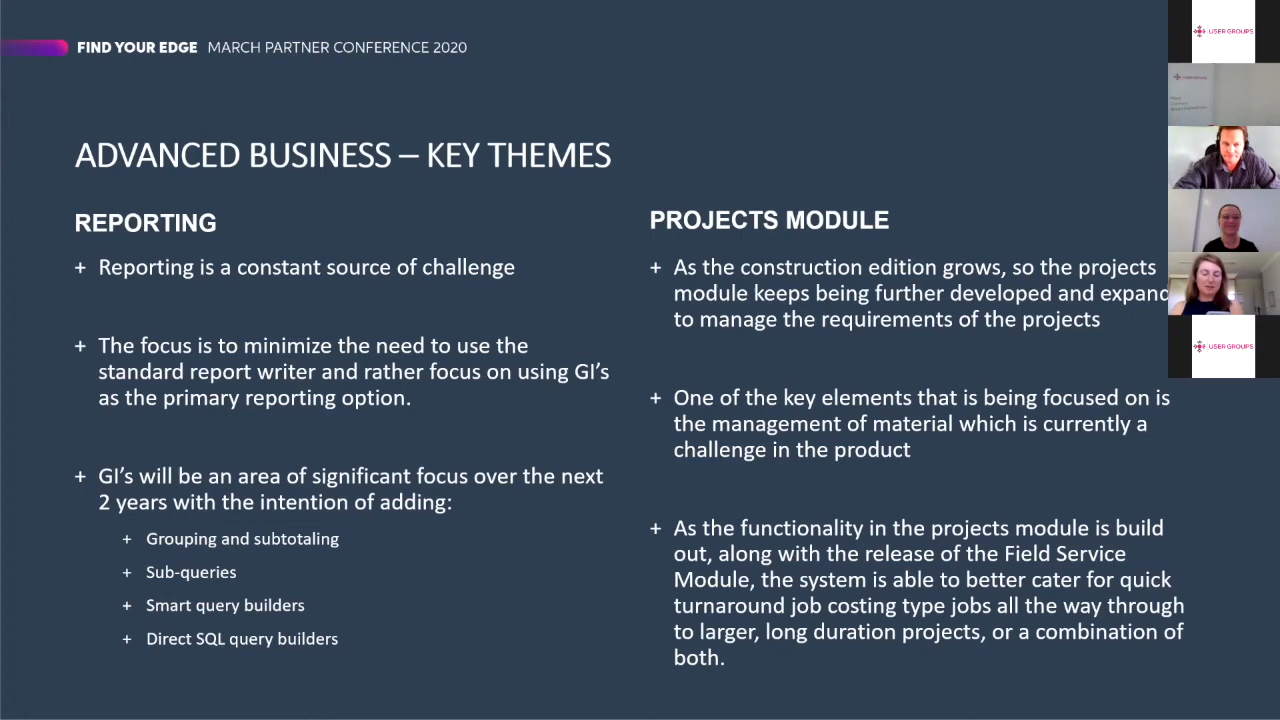 FIND YOUR EDGE MARCH PARTNER CONFERENCE 2020
ADVANCED BUSINESS – KEY THEMES
REPORTING
+ Reporting is a constant source of challenge
+ The focus is to minimize the need to use the
standard report writer and rather focus on using GI's
as the primary reporting option.
+ GI's will be an area of significant focus over the next
2 years with the intention of adding:
+ Grouping and subtotaling
+ Sub-queries
+ Smart query builders
+ Direct SQL query builders
PROJECTS MODULE
+ As the construction edition grows, so the projects
module keeps being further developed and expand
to manage the requirements of the projects
+ One of the key elements that is being focused on is
the management of material which is currently a
challenge in the product
+ As the functionality in the projects module is build
out, along with the release of the Field Service
Module, the system is able to better cater for quick
turnaround job costing type jobs all the way through
to larger, long duration projects, or a combination of
both.
USER GROUPS
USER GROUPS